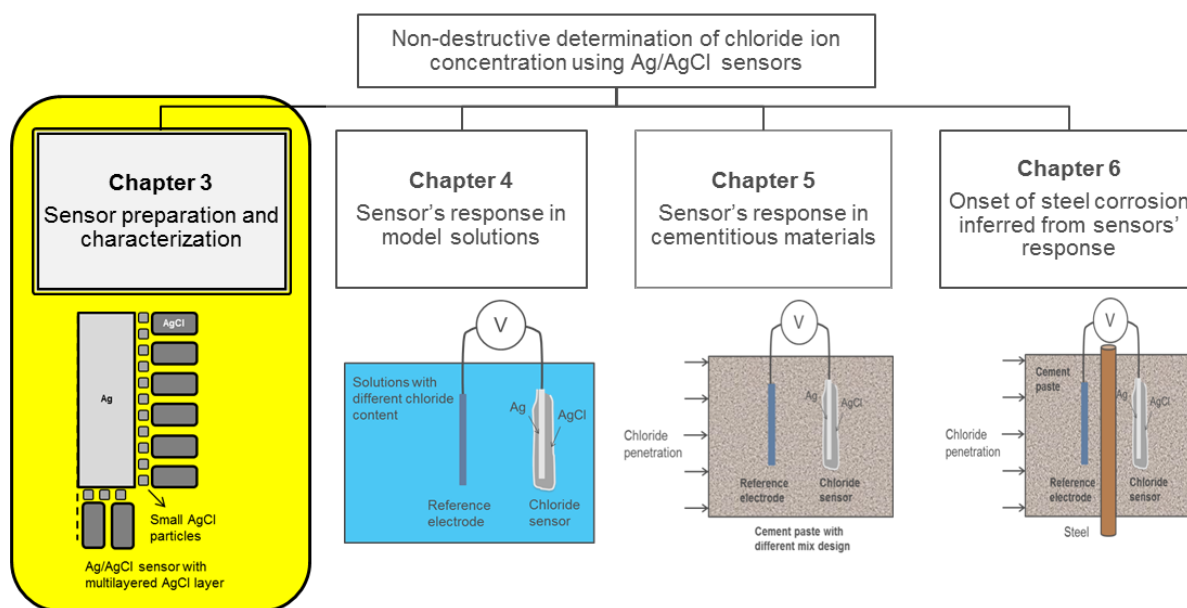 Non-destructive determination of chloride ion
concentration using Ag/AgCl sensors
Chapter 3
Sensor preparation and
characterization
Chapter 4
Sensor's response in
model solutions
Chapter 5
Sensor's response in
cementitious materials
Chapter 6
Onset of steel corrosion
inferred from sensors'
response
AgCl
Ag
Small AgCl
particles
Ag/AgCl sensor with
multilayered AgCl layer
V
Solutions with
different chloride
content
Ag
AgCl
Reference
electrode
Chloride
sensor
V
Chloride
penetration
Ag
AgCl
Reference
electrode
Chloride
sensor
Cement paste with
different mix design
V
Cement
paste
Chloride
penetration
Ag
AgCl
Reference
electrode
Chloride
sensor
Steel